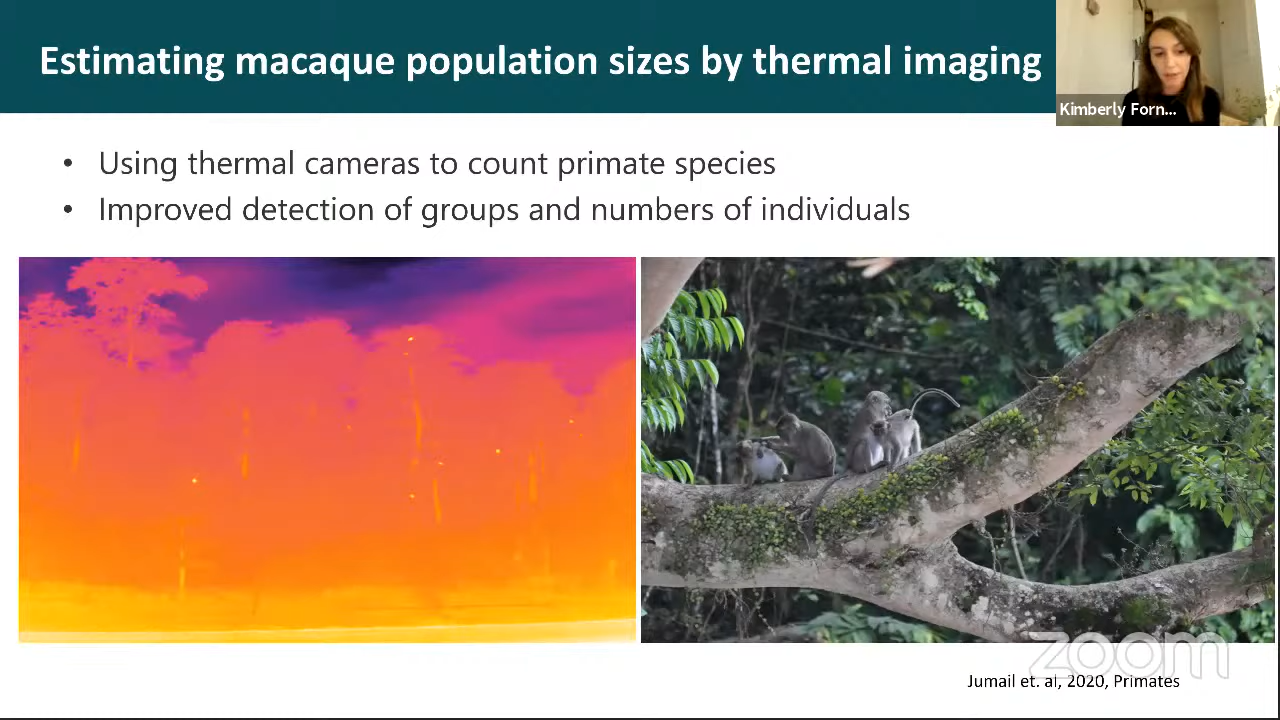 Estimating macaque population sizes by thermal imaging
Kimberly Forn...
• Using thermal cameras to count primate species
• Improved detection of groups and numbers of individuals
zoom
Jumail et. al, 2020, Primates